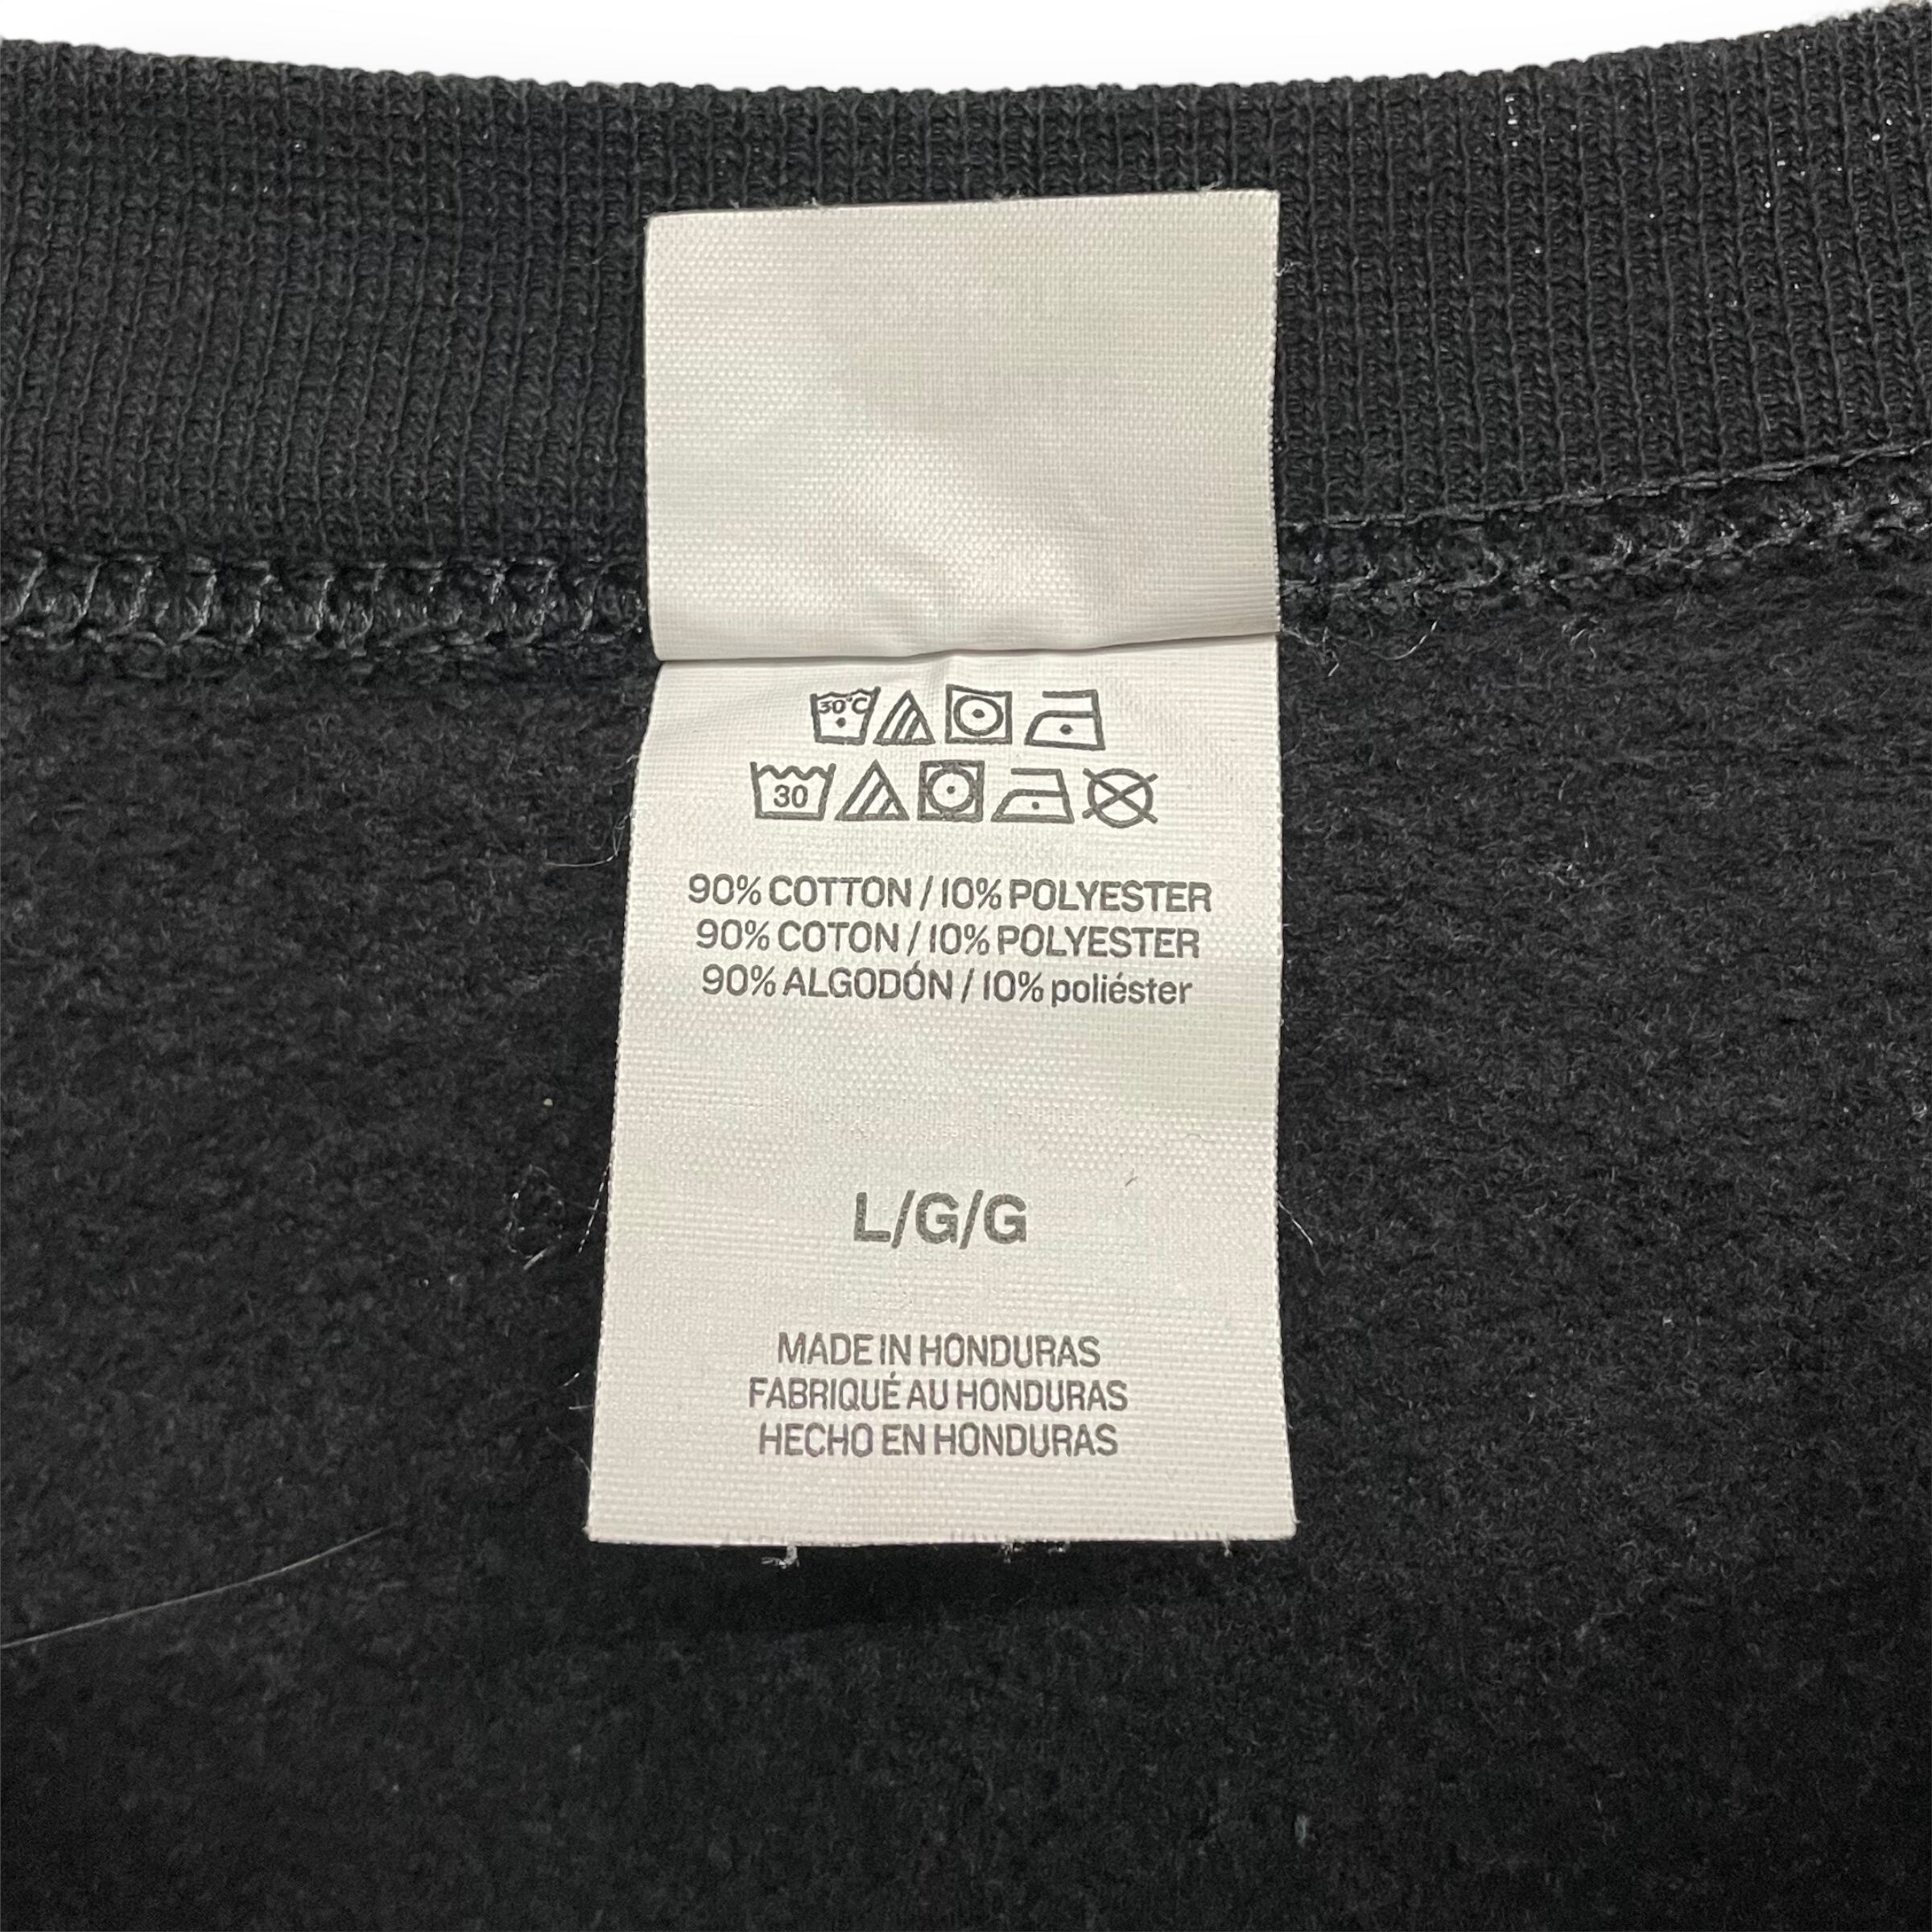 30°C
30
90% COTTON / 10% POLYESTER
90% COTON / 10% POLYESTER
90% ALGODÓN / 10% poliéster
L/G/G
MADE IN HONDURAS
FABRIQUÉ AU HONDURAS
HECHO EN HONDURAS